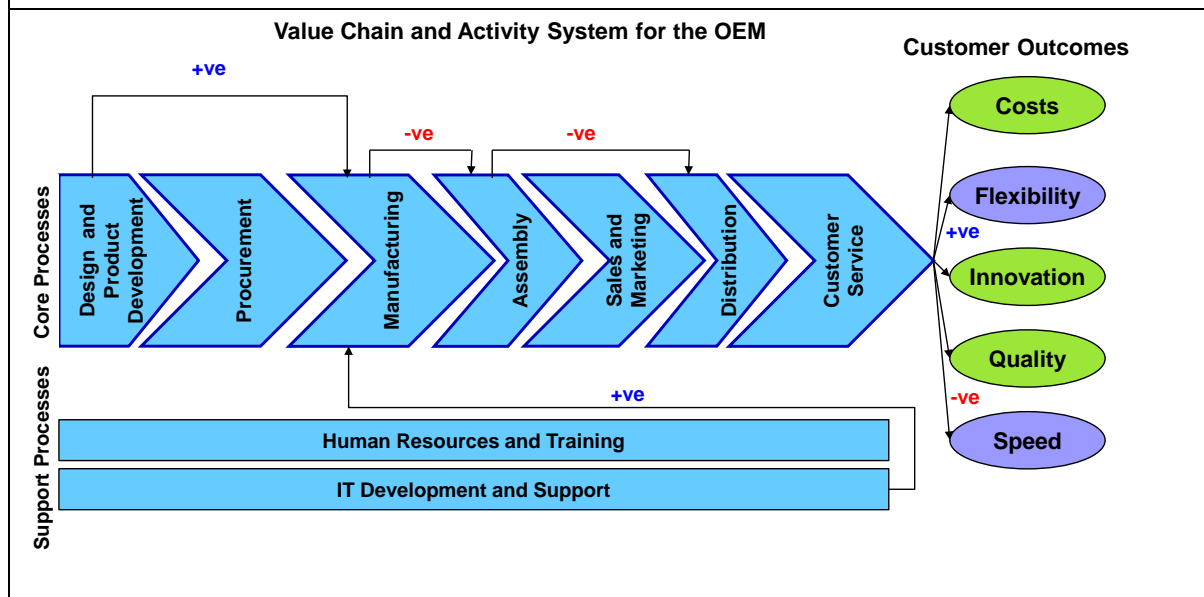 Value Chain and Activity System for the OEM
Customer Outcomes
+ve
-ve
-ve
Core Processes
Design and
Product
Development
Procurement
Manufacturing
Assembly
Sales and
Marketing
Distribution
Customer
Service
Costs
Flexibility
+ve
Innovation
Quality
-ve
Speed
Support Processes
+ve
Human Resources and Training
IT Development and Support